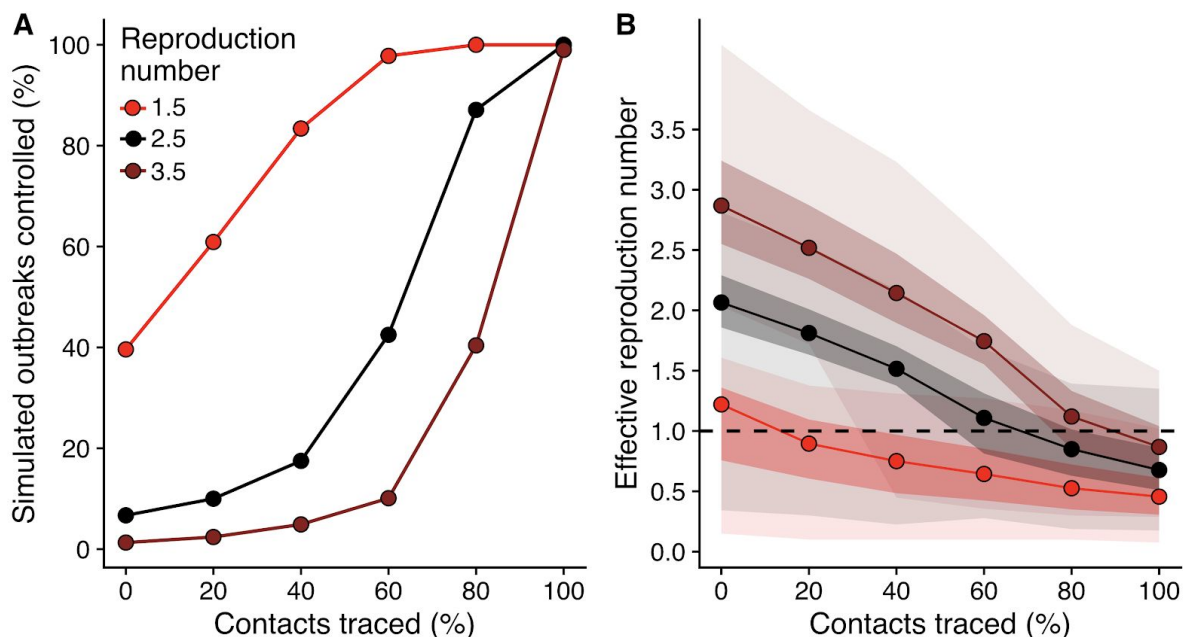 A
Simulated outbreaks controlled (%)
100
80
60
40
20
0
Reproduction
number
1.5
2.5
3.5
0 20 40 60 80 100
Contacts traced (%)
B
Effective reproduction number
3.5
3.0
2.5
2.0
1.5
1.0
0.5
0.0
0 20 40 60 80 100
Contacts traced (%)